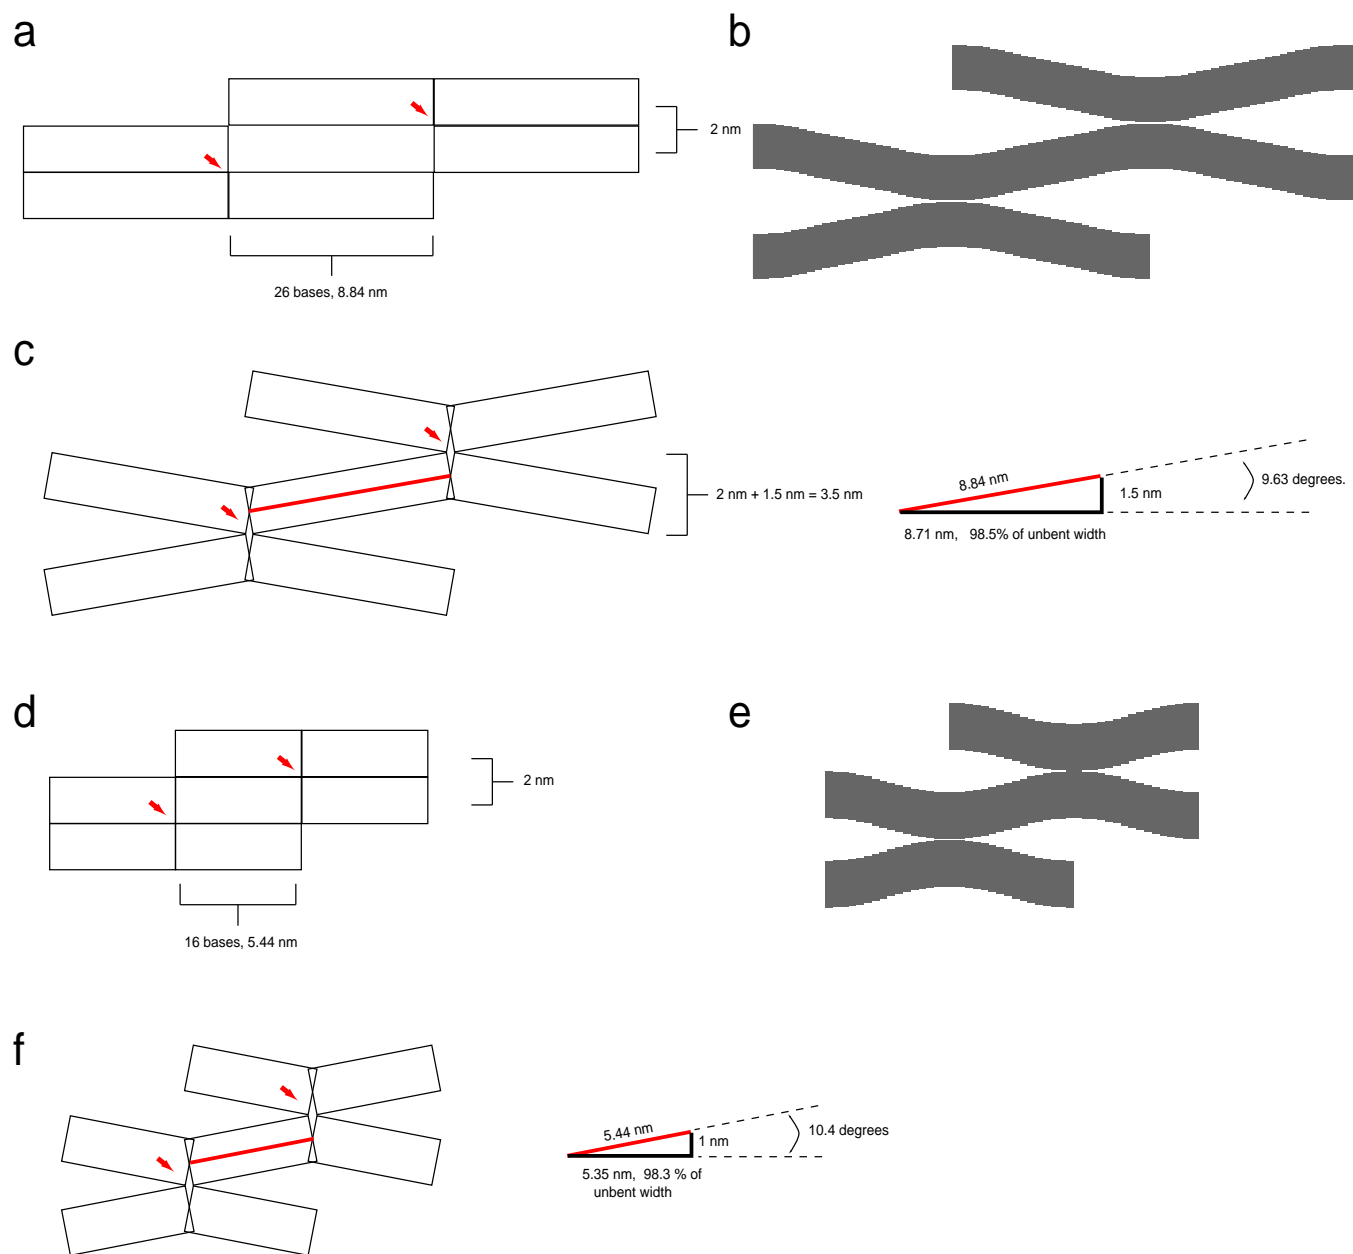 a
b
2 nm
26 bases, 8.84 nm
c
2 nm + 1.5 nm = 3.5 nm
8.84 nm
1.5 nm
9.63 degrees.
8.71 nm, 98.5% of unbent width
d
e
2 nm
16 bases, 5.44 nm
f
5.44 nm
1 nm
10.4 degrees
5.35 nm, 98.3 % of
unbent width